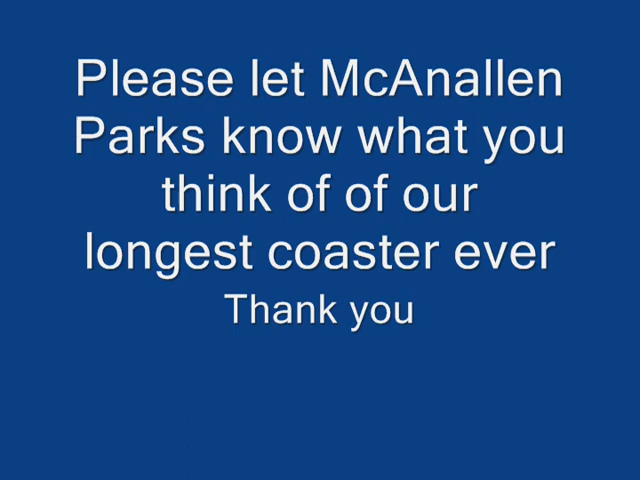 Please let McAnallen
Parks know what you
think of of our
longest coaster ever
Thank you